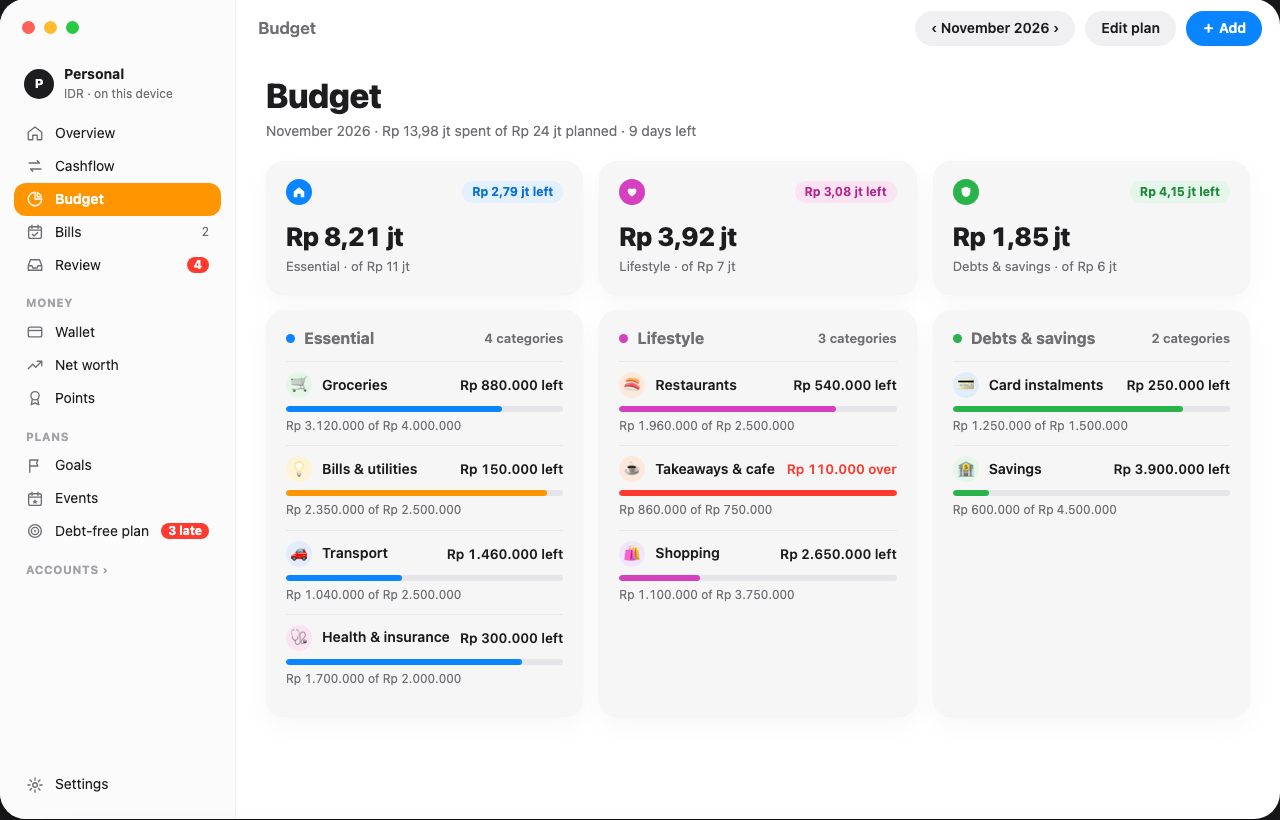 P
Personal
IDR · on this device
Overview
Cashflow
Budget
Bills 2
Review 4
MONEY
Wallet
Net worth
Points
PLANS
Goals
Events
Debt-free plan 3 late
ACCOUNTS ›
Settings
Budget
‹ November 2026 ›
Edit plan
+ Add
Budget
November 2026 · Rp 13,98 jt spent of Rp 24 jt planned · 9 days left
Rp 2,79 jt left
Rp 8,21 jt
Essential · of Rp 11 jt
Rp 3,08 jt left
Rp 3,92 jt
Lifestyle · of Rp 7 jt
Rp 4,15 jt left
Rp 1,85 jt
Debts & savings · of Rp 6 jt
Essential 4 categories
Groceries Rp 880.000 left
Rp 3.120.000 of Rp 4.000.000
Bills & utilities Rp 150.000 left
Rp 2.350.000 of Rp 2.500.000
Transport Rp 1.460.000 left
Rp 1.040.000 of Rp 2.500.000
Health & insurance Rp 300.000 left
Rp 1.700.000 of Rp 2.000.000
Lifestyle 3 categories
Restaurants Rp 540.000 left
Rp 1.960.000 of Rp 2.500.000
Takeaways & cafe Rp 110.000 over
Rp 860.000 of Rp 750.000
Shopping Rp 2.650.000 left
Rp 1.100.000 of Rp 3.750.000
Debts & savings 2 categories
Card instalments Rp 250.000 left
Rp 1.250.000 of Rp 1.500.000
Savings Rp 3.900.000 left
Rp 600.000 of Rp 4.500.000